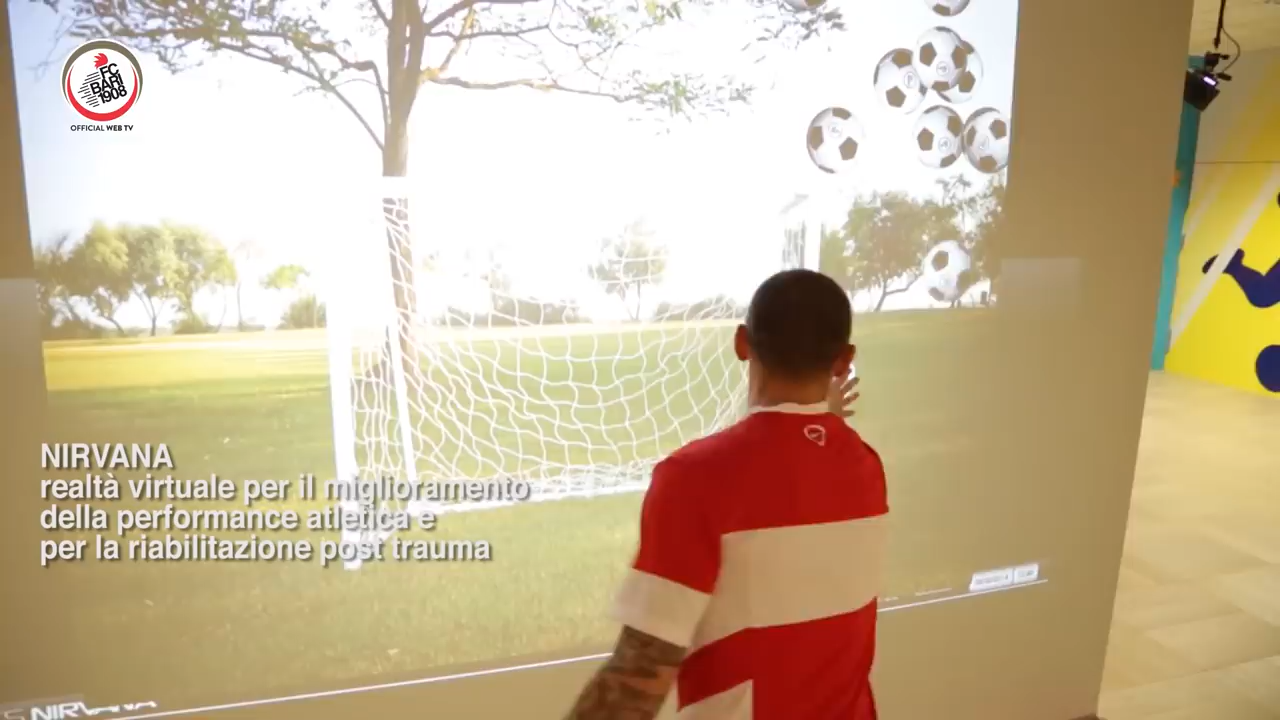 FC
BARI
1908
OFFICIAL WEB TV
NIRVANA
realtà virtuale per il miglioramento
della performance atletica e
per la riabilitazione post trauma
NIRVANA